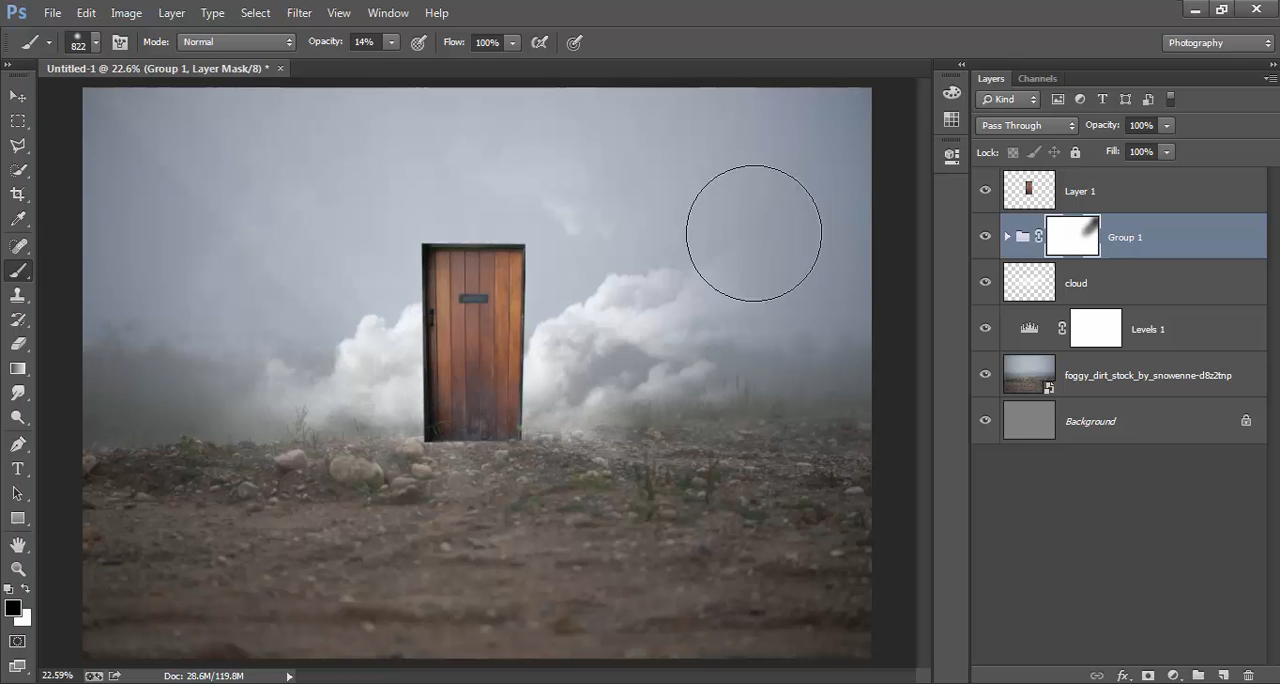 Ps File Edit Image Layer Type Select Filter View Window Help
822 Mode: Normal Opacity: 14% Flow: 100% Photography
Untitled-1 @ 22.6% (Group 1, Layer Mask/8) * ×
Layers Channels
Kind
Pass Through Opacity: 100%
Lock: Fill: 100%
Layer 1
Group 1
cloud
Levels 1
foggy_dirt_stock_by_snowenne-d8z2tnp
Background
22.59% Doc: 28.6M/119.8M